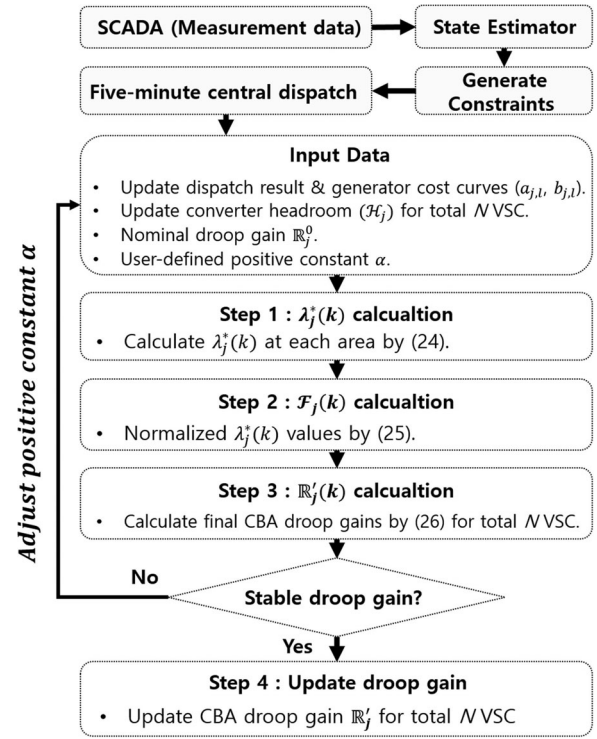 SCADA (Measurement data)
State Estimator
Generate
Constraints
Five-minute central dispatch
Input Data
• Update dispatch result & generator cost curves (a_{j,l}, b_{j,l}).
• Update converter headroom (ℋ_j) for total N VSC.
• Nominal droop gain ℝ_j^0.
• User-defined positive constant α.
Step 1 : λ_j^*(k) calcualtion
• Calculate λ_j^*(k) at each area by (24).
Step 2 : ℱ_j(k) calcualtion
• Normalized λ_j^*(k) values by (25).
Step 3 : ℝ_j′(k) calcualtion
• Calculate final CBA droop gains by (26) for total N VSC.
Stable droop gain?
No
Yes
Adjust positive constant α
Step 4 : Update droop gain
• Update CBA droop gain ℝ_j′ for total N VSC